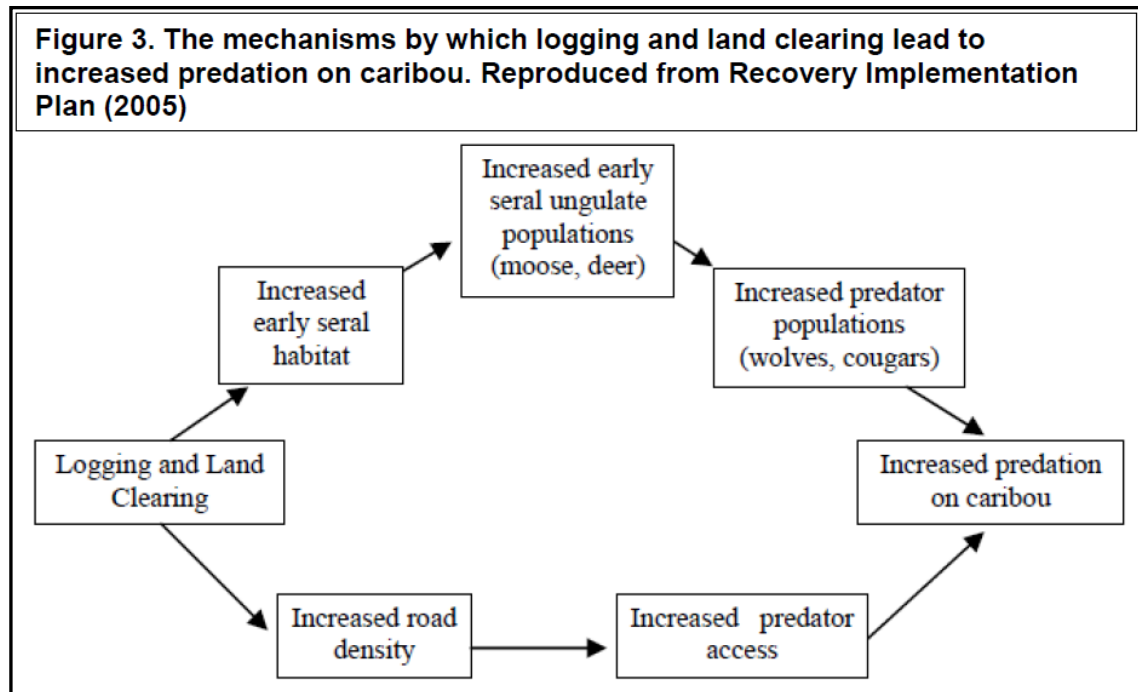 Figure 3. The mechanisms by which logging and land clearing lead to
increased predation on caribou. Reproduced from Recovery Implementation
Plan (2005)
Increased early
seral ungulate
populations
(moose, deer)
Increased
early seral
habitat
Increased predator
populations
(wolves, cougars)
Logging and Land
Clearing
Increased predation
on caribou
Increased road
density
Increased predator
access